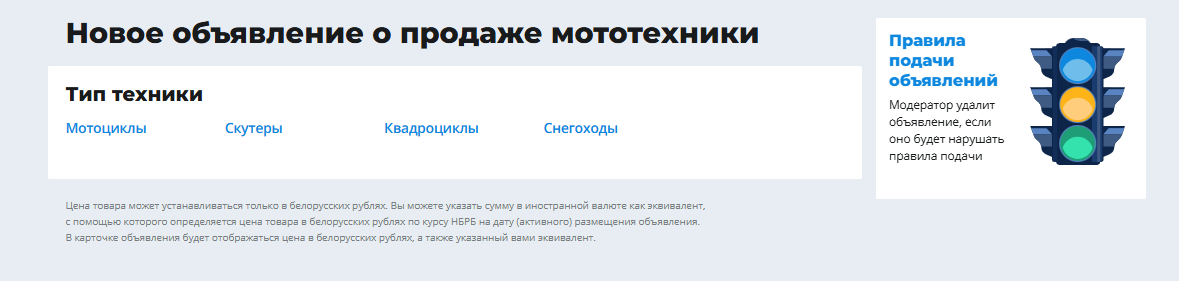 Новое объявление о продаже мототехники
Тип техники
Мотоциклы Скутеры Квадроциклы Снегоходы
Цена товара может устанавливаться только в белорусских рублях. Вы можете указать сумму в иностранной валюте как эквивалент,
с помощью которого определяется цена товара в белорусских рублях по курсу НБРБ на дату (активного) размещения объявления.
В карточке объявления будет отображаться цена в белорусских рублях, а также указанный вами эквивалент.
Правила
подачи
объявлений
Модератор удалит
объявление, если
оно будет нарушать
правила подачи